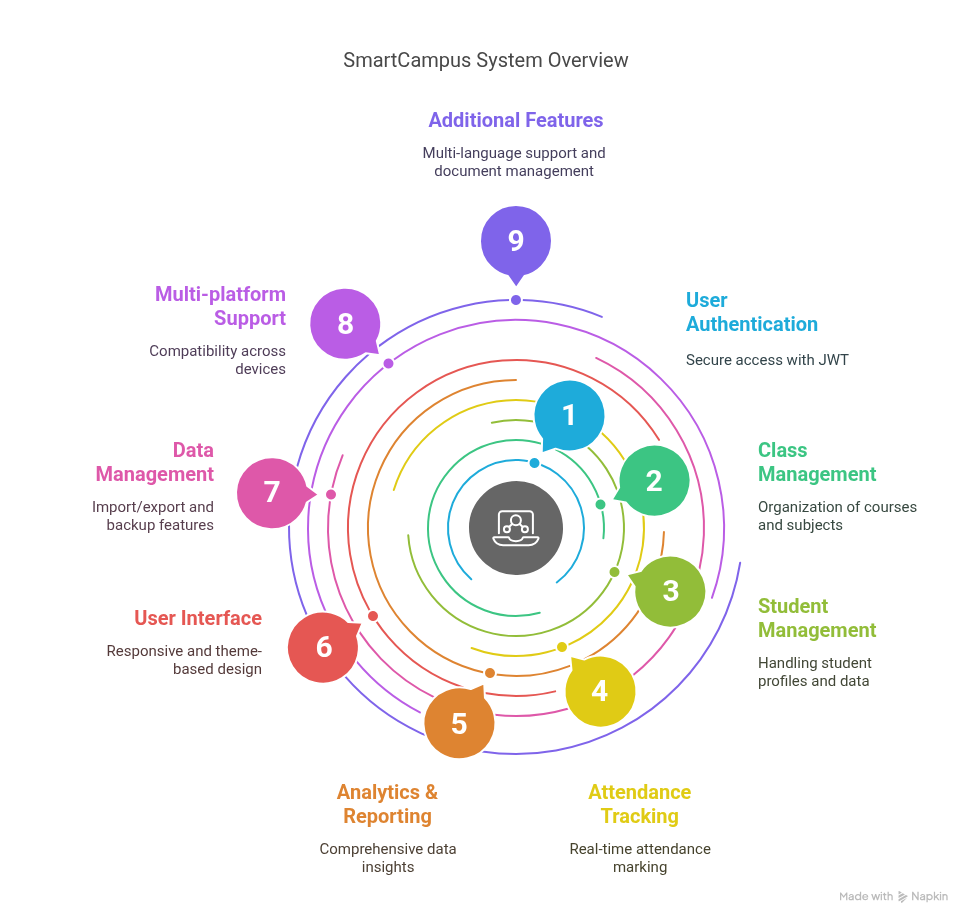 SmartCampus System Overview
Additional Features
Multi-language support and
document management
9
Multi-platform
Support
Compatibility across
devices
8
User
Authentication
Secure access with JWT
1
Class
Management
Organization of courses
and subjects
2
Data
Management
Import/export and
backup features
7
Student
Management
Handling student
profiles and data
3
User Interface
Responsive and theme-
based design
6
4
5
Analytics &
Reporting
Comprehensive data
insights
Attendance
Tracking
Real-time attendance
marking
Made with Napkin